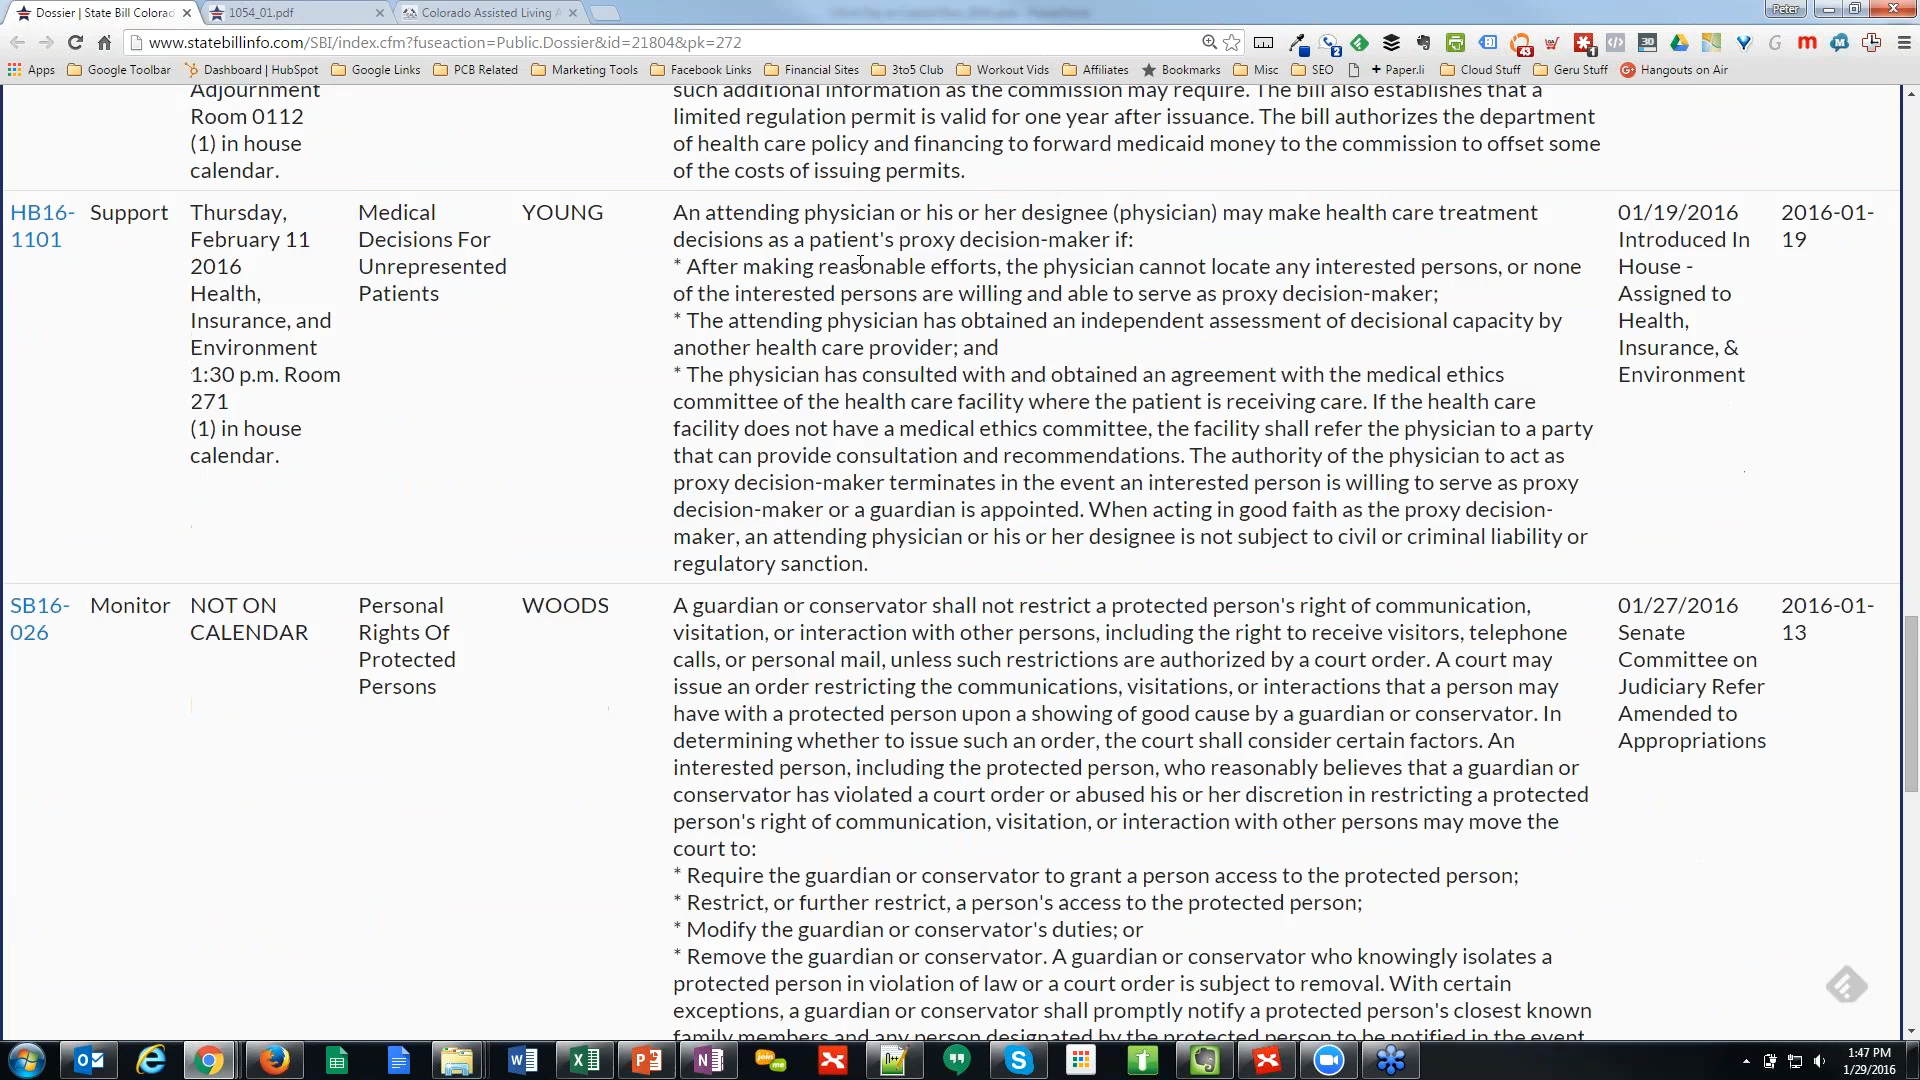 Dossier | State Bill Colorad
1054_01.pdf
Colorado Assisted Living A
Peter
www.statebillinfo.com/SBI/index.cfm?fuseaction=Public.Dossier&id=21804&pk=272
Apps
Google Toolbar
Dashboard | HubSpot
Google Links
PCB Related
Marketing Tools
Facebook Links
Financial Sites
3to5 Club
Workout Vids
Affiliates
Bookmarks
Misc
SEO
+ Paper.li
Cloud Stuff
Geru Stuff
Hangouts on Air
Adjournment
Room 0112
(1) in house
calendar.
such additional information as the commission may require. The bill also establishes that a
limited regulation permit is valid for one year after issuance. The bill authorizes the department
of health care policy and financing to forward medicaid money to the commission to offset some
of the costs of issuing permits.
HB16-
1101
Support
Thursday,
February 11
2016
Health,
Insurance, and
Environment
1:30 p.m. Room
271
(1) in house
calendar.
Medical
Decisions For
Unrepresented
Patients
YOUNG
An attending physician or his or her designee (physician) may make health care treatment
decisions as a patient's proxy decision-maker if:
* After making reasonable efforts, the physician cannot locate any interested persons, or none
of the interested persons are willing and able to serve as proxy decision-maker;
* The attending physician has obtained an independent assessment of decisional capacity by
another health care provider; and
* The physician has consulted with and obtained an agreement with the medical ethics
committee of the health care facility where the patient is receiving care. If the health care
facility does not have a medical ethics committee, the facility shall refer the physician to a party
that can provide consultation and recommendations. The authority of the physician to act as
proxy decision-maker terminates in the event an interested person is willing to serve as proxy
decision-maker or a guardian is appointed. When acting in good faith as the proxy decision-
maker, an attending physician or his or her designee is not subject to civil or criminal liability or
regulatory sanction.
01/19/2016
Introduced In
House -
Assigned to
Health,
Insurance, &
Environment
2016-01-
19
SB16-
026
Monitor
NOT ON
CALENDAR
Personal
Rights Of
Protected
Persons
WOODS
A guardian or conservator shall not restrict a protected person's right of communication,
visitation, or interaction with other persons, including the right to receive visitors, telephone
calls, or personal mail, unless such restrictions are authorized by a court order. A court may
issue an order restricting the communications, visitations, or interactions that a person may
have with a protected person upon a showing of good cause by a guardian or conservator. In
determining whether to issue such an order, the court shall consider certain factors. An
interested person, including the protected person, who reasonably believes that a guardian or
conservator has violated a court order or abused his or her discretion in restricting a protected
person's right of communication, visitation, or interaction with other persons may move the
court to:
* Require the guardian or conservator to grant a person access to the protected person;
* Restrict, or further restrict, a person's access to the protected person;
* Modify the guardian or conservator's duties; or
* Remove the guardian or conservator. A guardian or conservator who knowingly isolates a
protected person in violation of law or a court order is subject to removal. With certain
exceptions, a guardian or conservator shall promptly notify a protected person's closest known
family members and any person designated by the protected person to be notified in the event
01/27/2016
Senate
Committee on
Judiciary Refer
Amended to
Appropriations
2016-01-
13
1:47 PM
1/29/2016